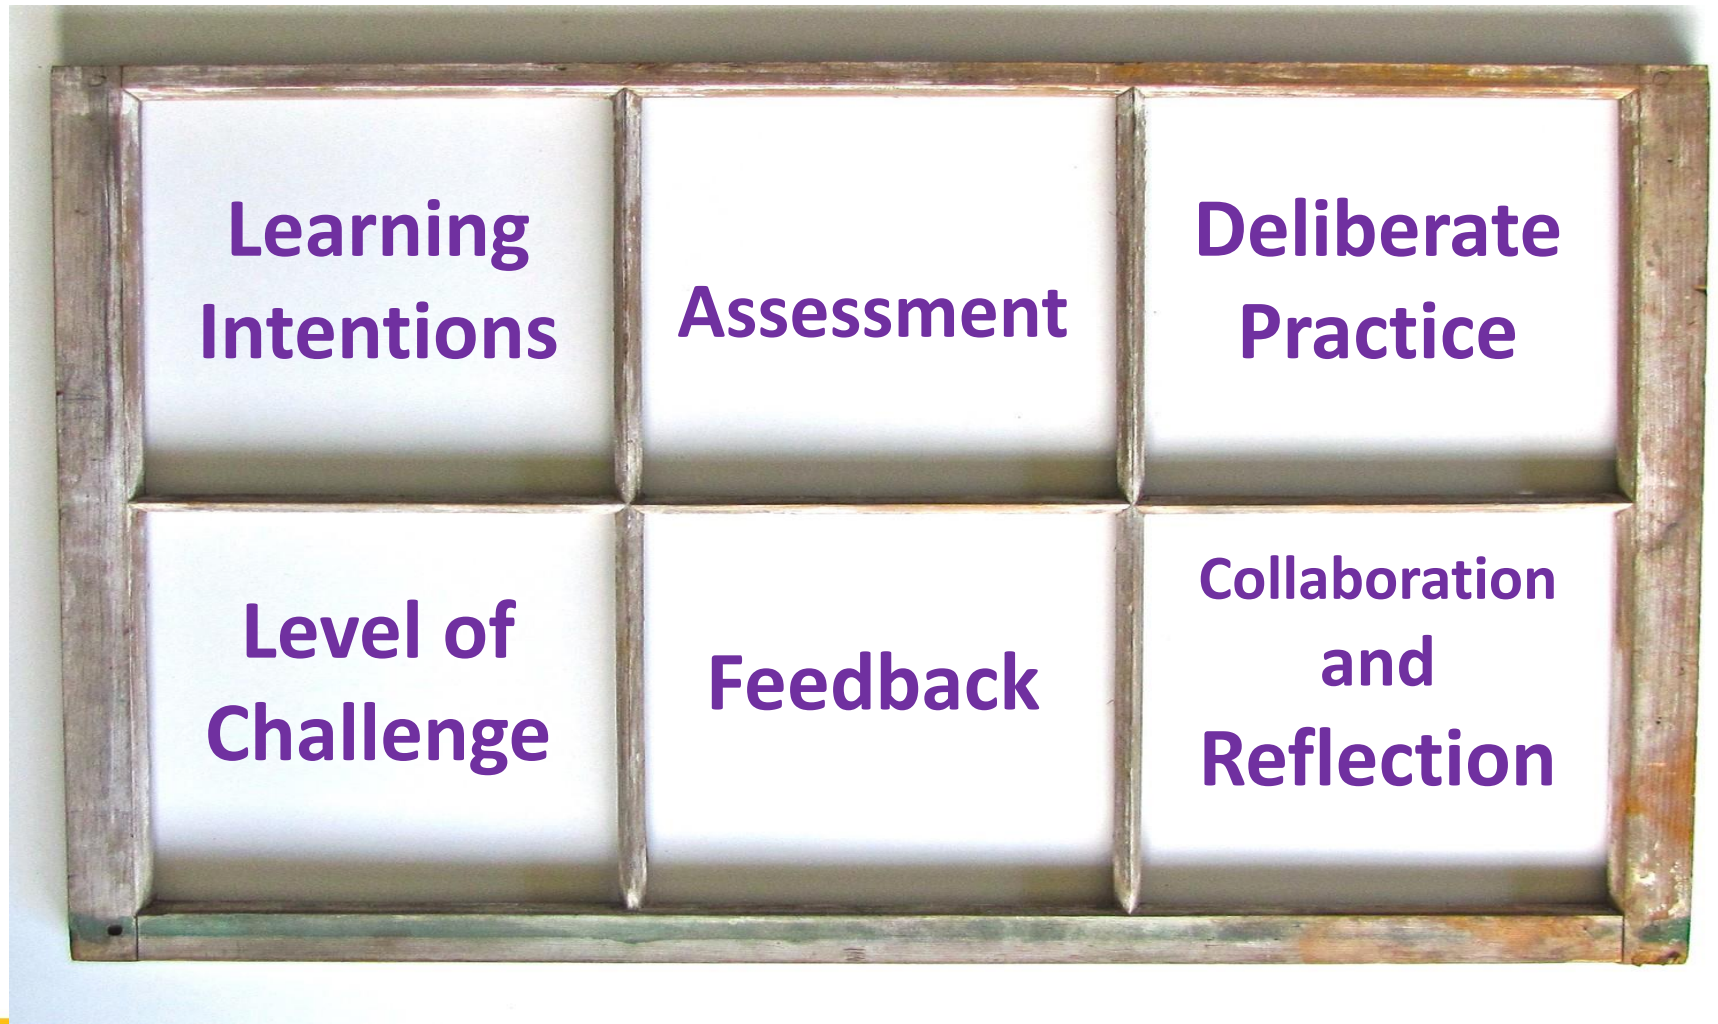 Learning
Intentions
Assessment
Deliberate
Practice
Level of
Challenge
Feedback
Collaboration
and
Reflection